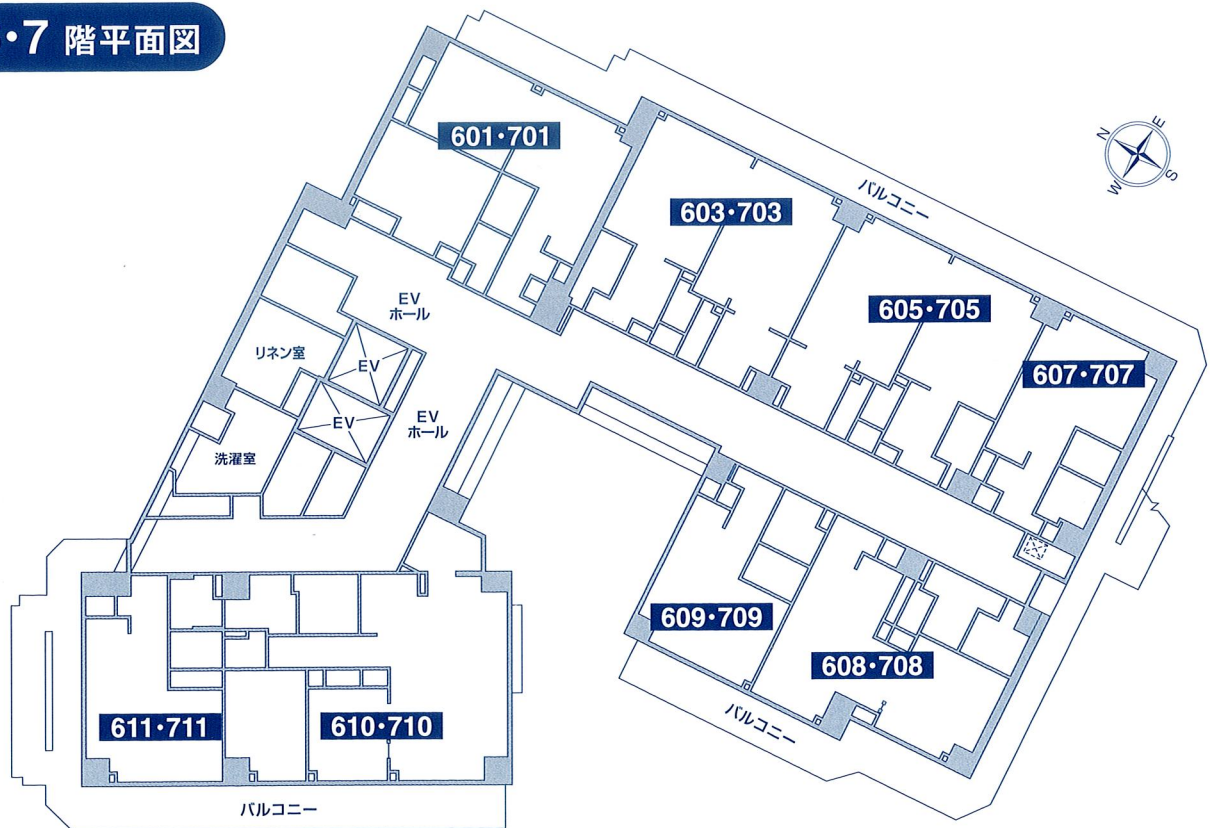 ・7 階平面図
601・701
N
E
W
S
バルコニー
603・703
EV
ホール
605・705
リネン室
EV
607・707
EV
ホール
EV
洗濯室
609・709
608・708
611・711
610・710
バルコニー
バルコニー